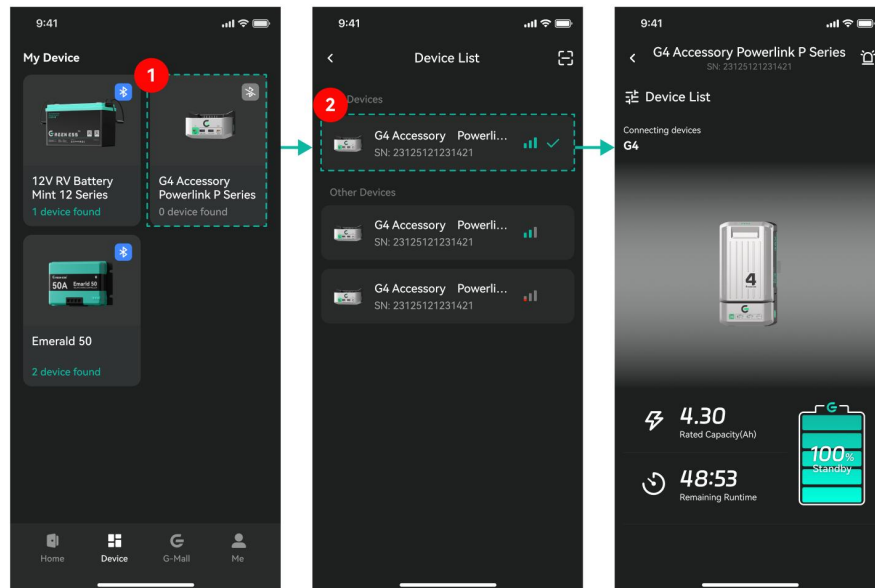 9:41
My Device
1
12V RV Battery
Mint 12 Series
1 device found
G4 Accessory
Powerlink P Series
0 device found
50A Emerld 50
Emerald 50
2 device found
Home
Device
G-Mall
Me
9:41
Device List
2
Devices
G4 Accessory Powerli...
SN: 23125121231421
Other Devices
G4 Accessory Powerli...
SN: 23125121231421
G4 Accessory Powerli...
SN: 23125121231421
9:41
G4 Accessory Powerlink P Series
SN: 23125121231421
Device List
Connecting devices
G4
4
4.30
Rated Capacity(Ah)
48:53
Remaining Runtime
100%
Standby